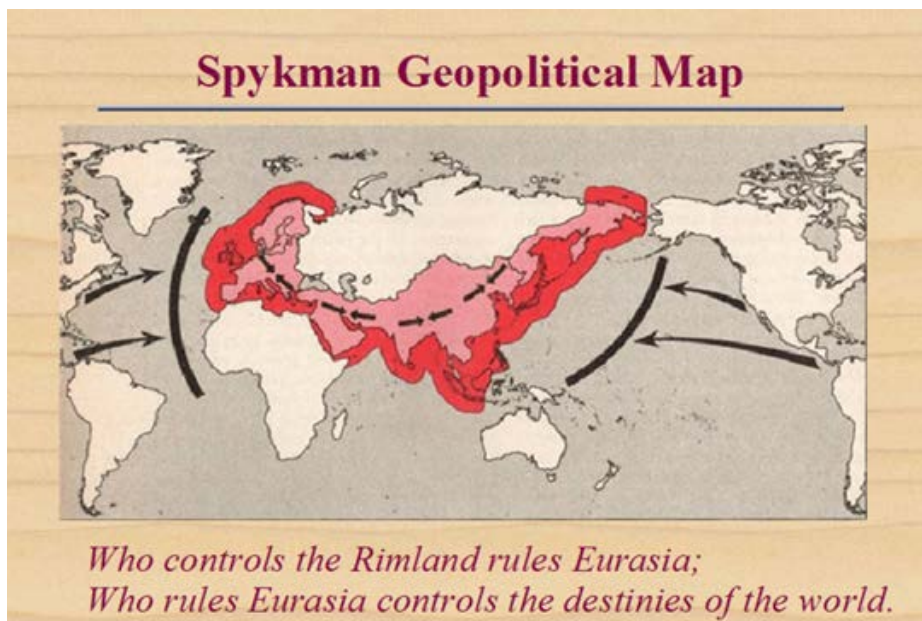 Spykman Geopolitical Map
Who controls the Rimland rules Eurasia;
Who rules Eurasia controls the destinies of the world.